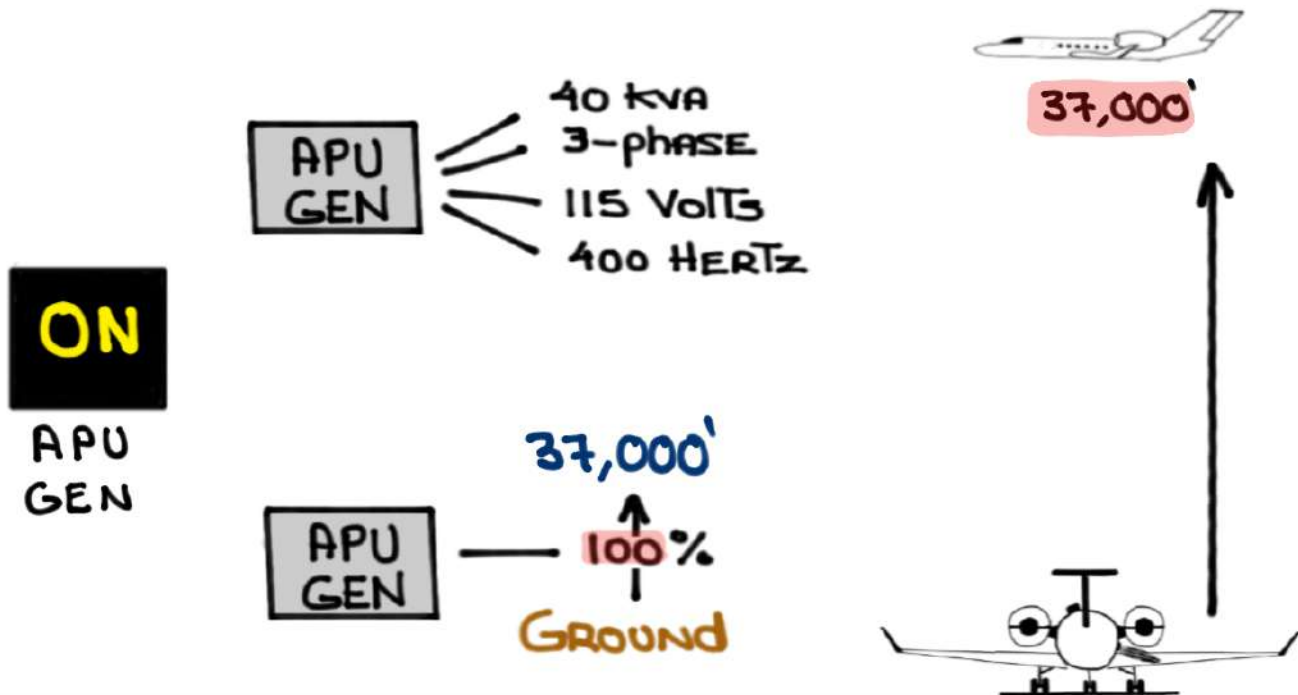 37,000'
APU
GEN
40 KVA
3-PHASE
115 VOLTS
400 HERTZ
ON
APU
GEN
37,000'
APU
GEN
100%
GROUND